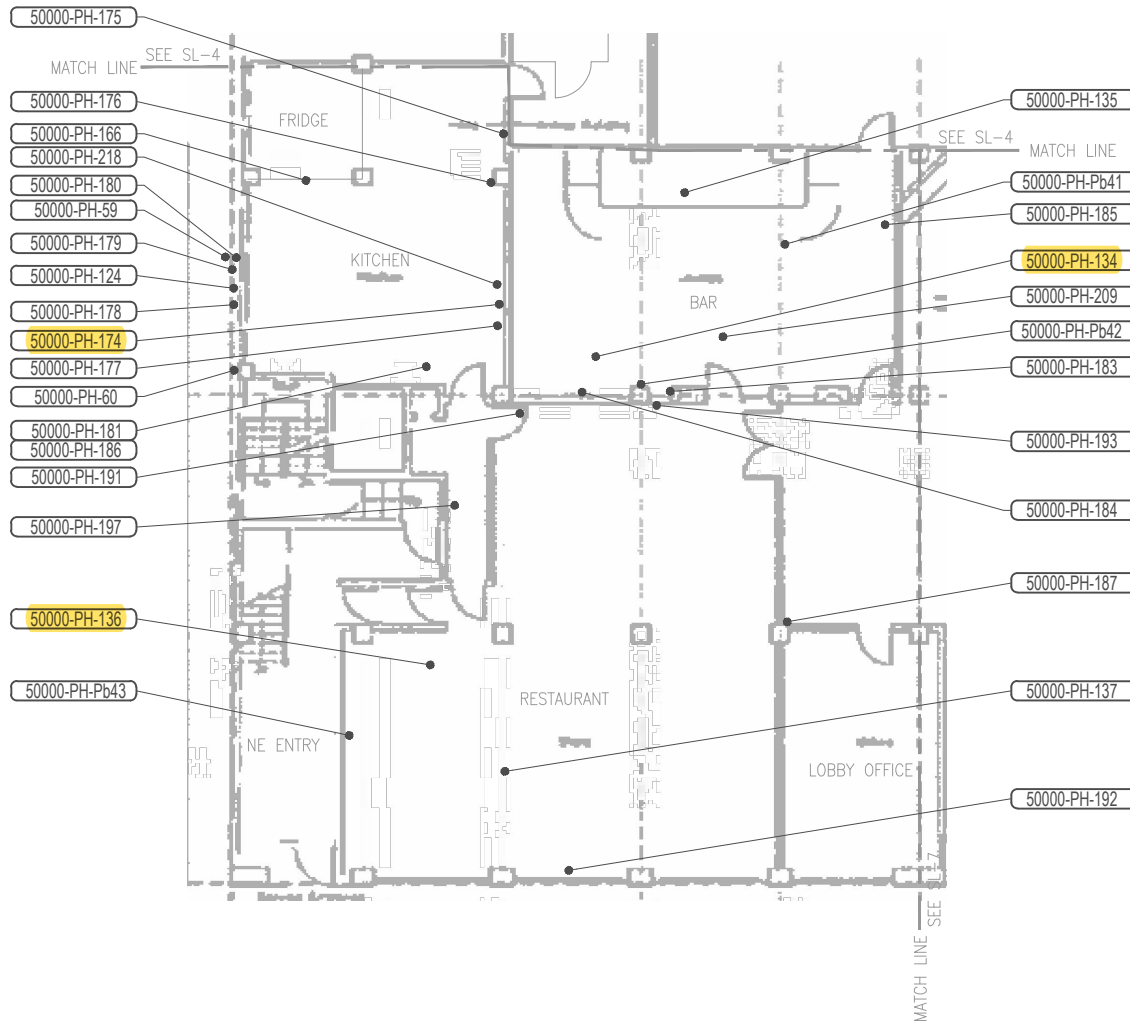 50000-PH-175
SEE SL-4
MATCH LINE
50000-PH-176
FRIDGE
50000-PH-166
50000-PH-218
50000-PH-180
50000-PH-59
50000-PH-179
KITCHEN
50000-PH-124
50000-PH-178
50000-PH-174
50000-PH-177
50000-PH-60
50000-PH-181
50000-PH-186
50000-PH-191
50000-PH-197
50000-PH-136
50000-PH-Pb43
NE ENTRY
RESTAURANT
BAR
LOBBY OFFICE
50000-PH-135
SEE SL-4
MATCH LINE
50000-PH-Pb41
50000-PH-185
50000-PH-134
50000-PH-209
50000-PH-Pb42
50000-PH-183
50000-PH-193
50000-PH-184
50000-PH-187
50000-PH-137
50000-PH-192
SEE SL-7
MATCH LINE